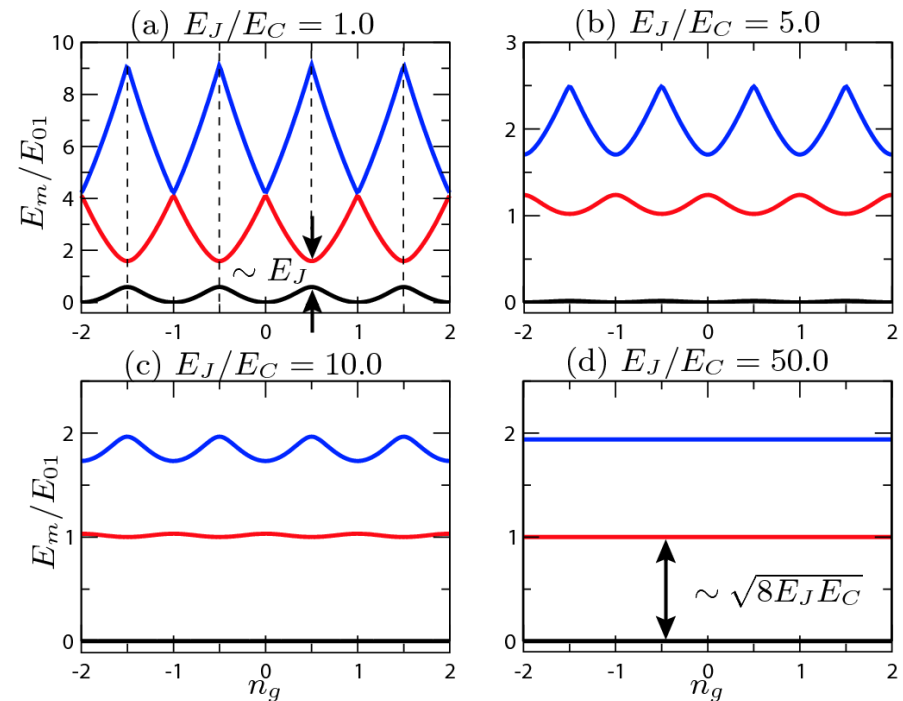 (a) E_J/E_C = 1.0
(b) E_J/E_C = 5.0
10
8
6
4
2
0
E_m/E_01
∼ E_J
-2 -1 0 1 2
3
2
1
0
-2 -1 0 1 2
(c) E_J/E_C = 10.0
(d) E_J/E_C = 50.0
2
1
0
E_m/E_01
-2 -1 0 1 2
n_g
2
1
0
∼ √8E_JE_C
-2 -1 0 1 2
n_g